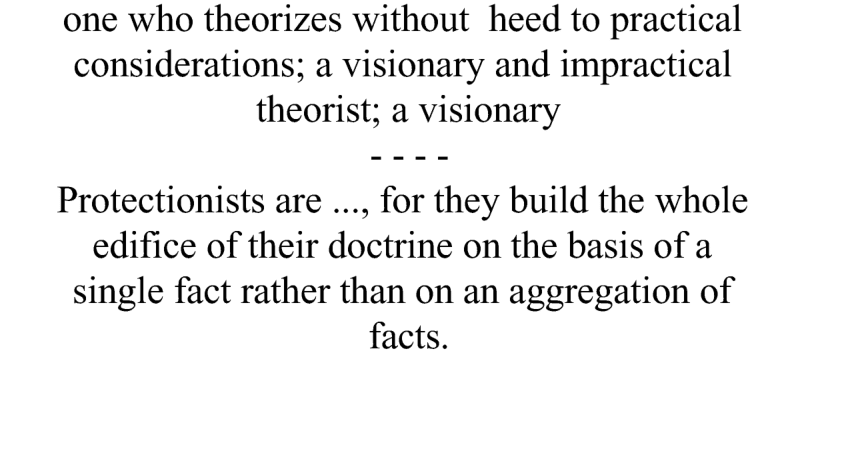 one who theorizes without heed to practical
considerations; a visionary and impractical
theorist; a visionary
- - - -
Protectionists are ..., for they build the whole
edifice of their doctrine on the basis of a
single fact rather than on an aggregation of
facts.